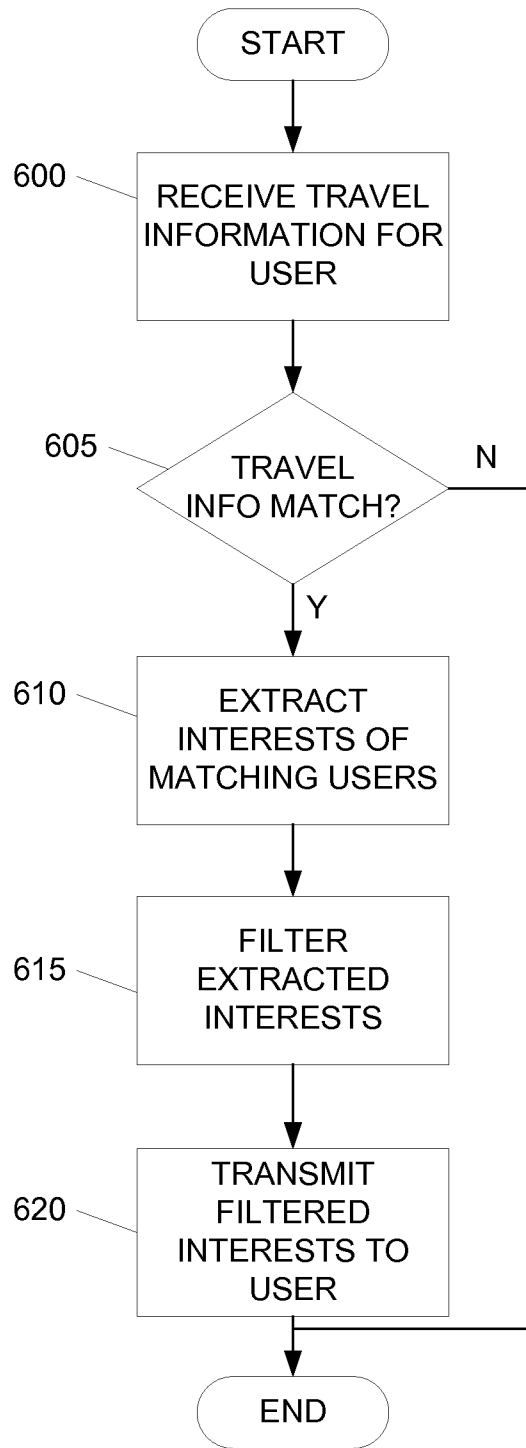 START
600
RECEIVE TRAVEL
INFORMATION FOR
USER
605
TRAVEL
INFO MATCH?
N
Y
610
EXTRACT
INTERESTS OF
MATCHING USERS
615
FILTER
EXTRACTED
INTERESTS
620
TRANSMIT
FILTERED
INTERESTS TO
USER
END